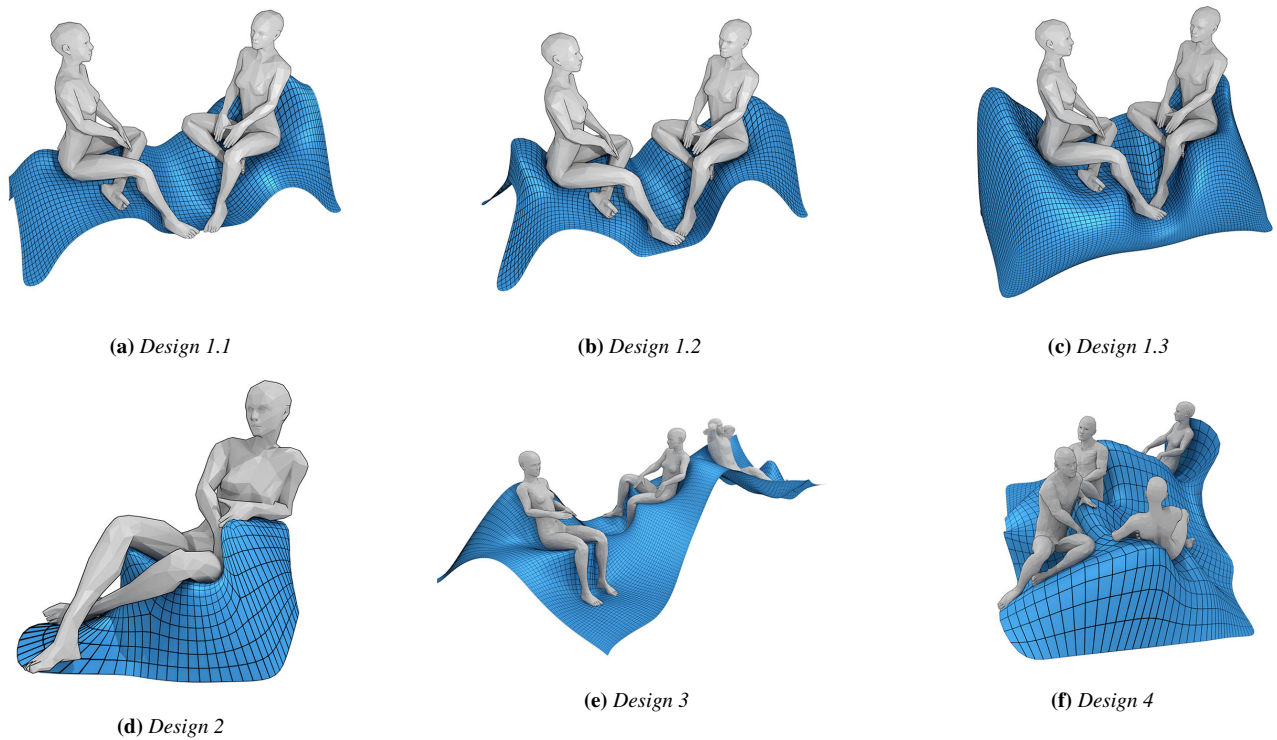 (a) Design 1.1
(b) Design 1.2
(c) Design 1.3
(d) Design 2
(e) Design 3
(f) Design 4